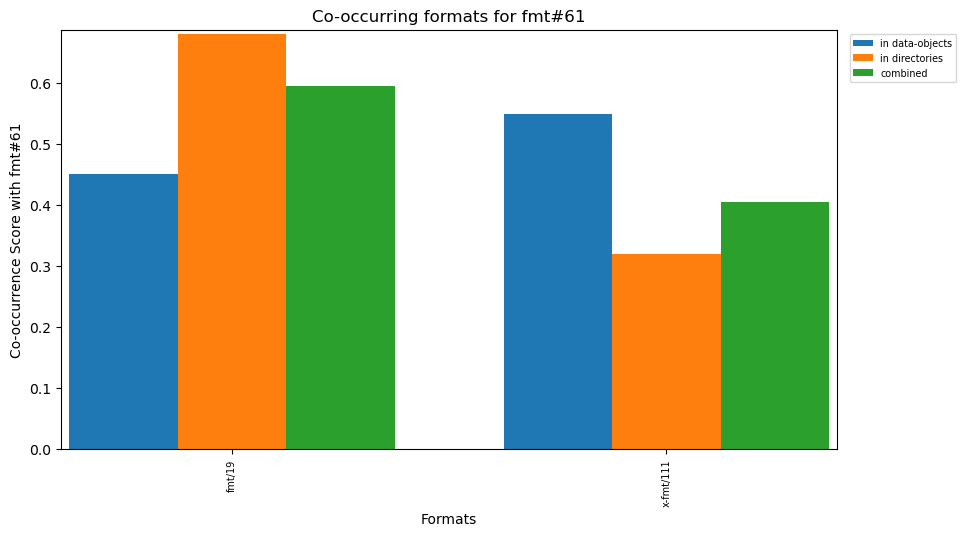 Co-occurring formats for fmt#61
in data-objects
in directories
combined
Co-occurrence Score with fmt#61
0.6
0.5
0.4
0.3
0.2
0.1
0.0
fmt/19
x-fmt/111
Formats